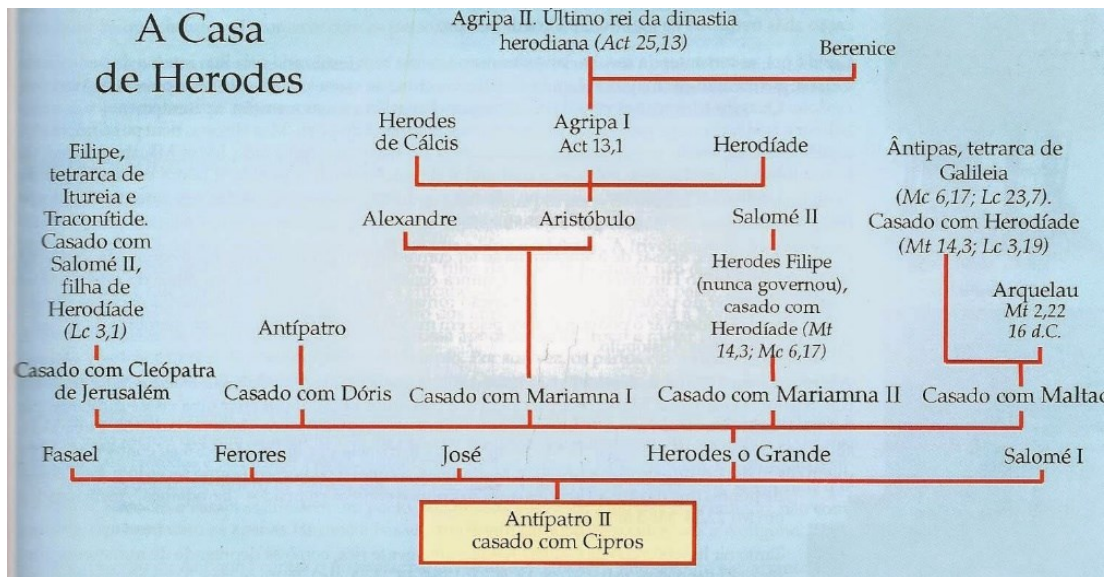 A Casa
de Herodes
Agripa II. Último rei da dinastia
herodiana (Act 25,13)
Berenice
Herodes
de Cálcis
Agripa I
Act 13,1
Herodíade
Filipe,
tetrarca de
Itureia e
Traconítide.
Casado com
Salomé II,
filha de
Herodíade
(Lc 3,1)
Ântipas, tetrarca de
Galileia
(Mc 6,17; Lc 23,7).
Casado com Herodíade
(Mt 14,3; Lc 3,19)
Alexandre
Aristóbulo
Salomé II
Herodes Filipe
(nunca governou),
casado com
Herodíade (Mt
14,3; Mc 6,17)
Arquelau
Mt 2,22
16 d.C.
Antípatro
Casado com Cleópatra
de Jerusalém
Casado com Dóris
Casado com Mariamna I
Casado com Mariamna II
Casado com Maltac
Fasael
Ferores
José
Herodes o Grande
Salomé I
Antípatro II
casado com Cipros